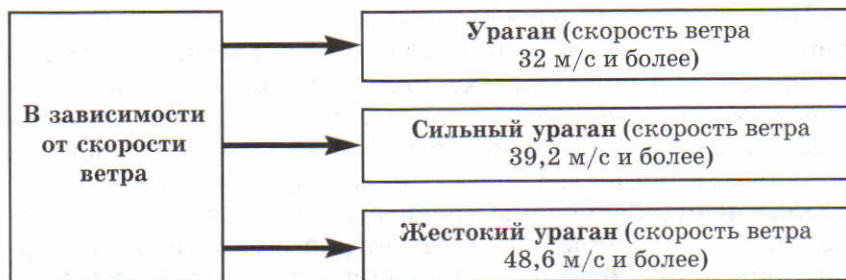 В зависимости
от скорости
ветра
Ураган (скорость ветра
32 м/с и более)
Сильный ураган (скорость ветра
39,2 м/с и более)
Жестокий ураган (скорость ветра
48,6 м/с и более)